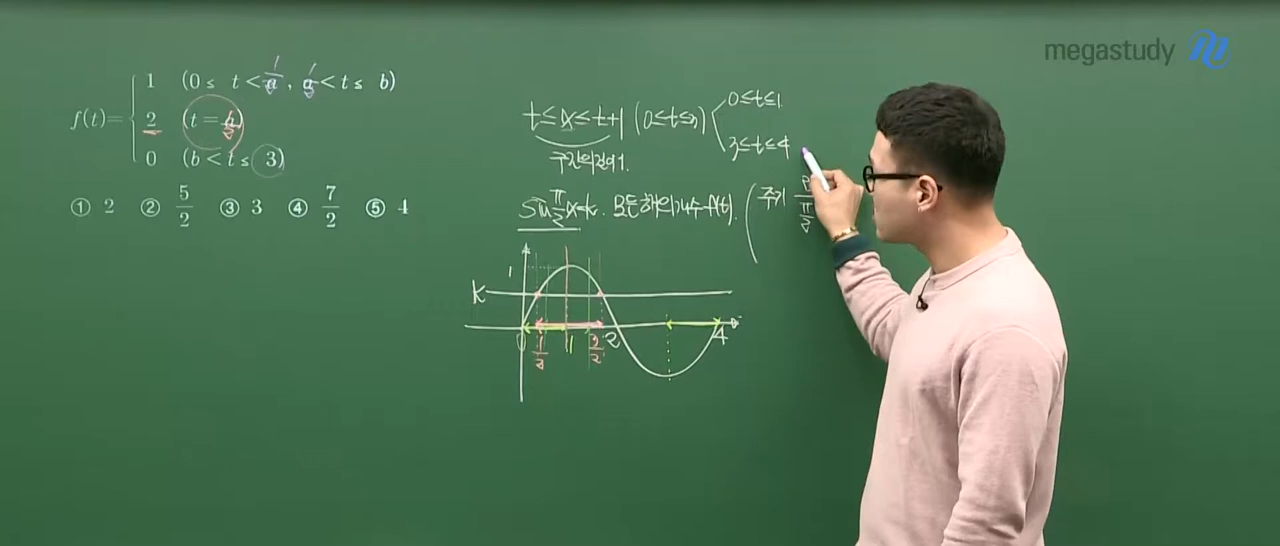 megastudy
f(t)= { 1 (0 ≤ t < a, a < t ≤ b)
2 (t = a)
0 (b < t ≤ 3)
① 2 ② 5/2 ③ 3 ④ 7/2 ⑤ 4
t≤x≤t+1 (0≤t≤3)
0≤t≤1
3≤t≤4
구간의 길이 1.
sin π/2 x=k. 모든 해의 개수 f(t).
주기
π/2
1
K
0 1/2 1 3/2 2 4